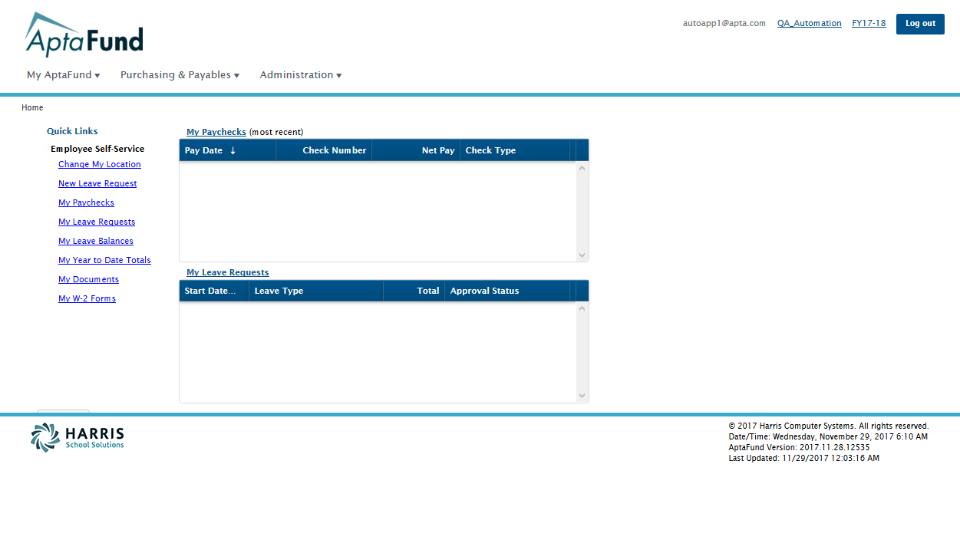 AptaFund
autoapp1@apta.com QA_Automation FY17-18 Log out
My AptaFund ▾ Purchasing & Payables ▾ Administration ▾
Home
Quick Links
Employee Self-Service
Change My Location
New Leave Request
My Paychecks
My Leave Requests
My Leave Balances
My Year to Date Totals
My Documents
My W-2 Forms
My Paychecks (most recent)
Pay Date ↓ Check Number Net Pay Check Type
My Leave Requests
Start Date... Leave Type Total Approval Status
HARRIS
School Solutions
© 2017 Harris Computer Systems. All rights reserved.
Date/Time: Wednesday, November 29, 2017 6:10 AM
AptaFund Version: 2017.11.28.12535
Last Updated: 11/29/2017 12:03:16 AM